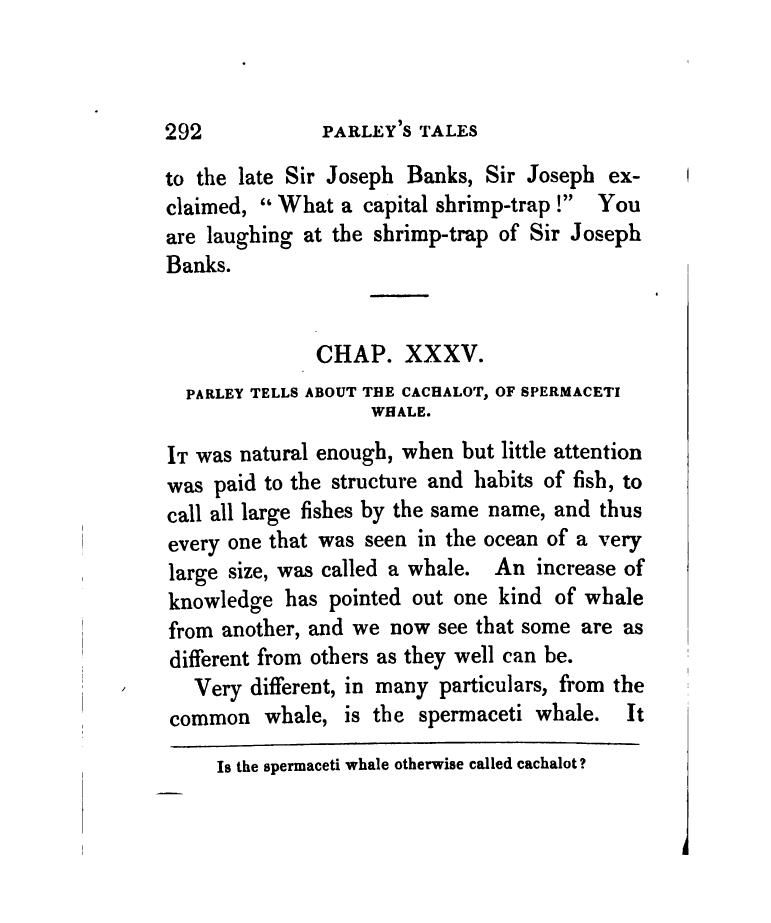 292 PARLEY'S TALES
to the late Sir Joseph Banks, Sir Joseph ex-
claimed, “ What a capital shrimp-trap !” You
are laughing at the shrimp-trap of Sir Joseph
Banks.
CHAP. XXXV.
PARLEY TELLS ABOUT THE CACHALOT, OF SPERMACETI
WHALE.
IT was natural enough, when but little attention
was paid to the structure and habits of fish, to
call all large fishes by the same name, and thus
every one that was seen in the ocean of a very
large size, was called a whale. An increase of
knowledge has pointed out one kind of whale
from another, and we now see that some are as
different from others as they well can be.
Very different, in many particulars, from the
common whale, is the spermaceti whale. It
Is the spermaceti whale otherwise called cachalot ?